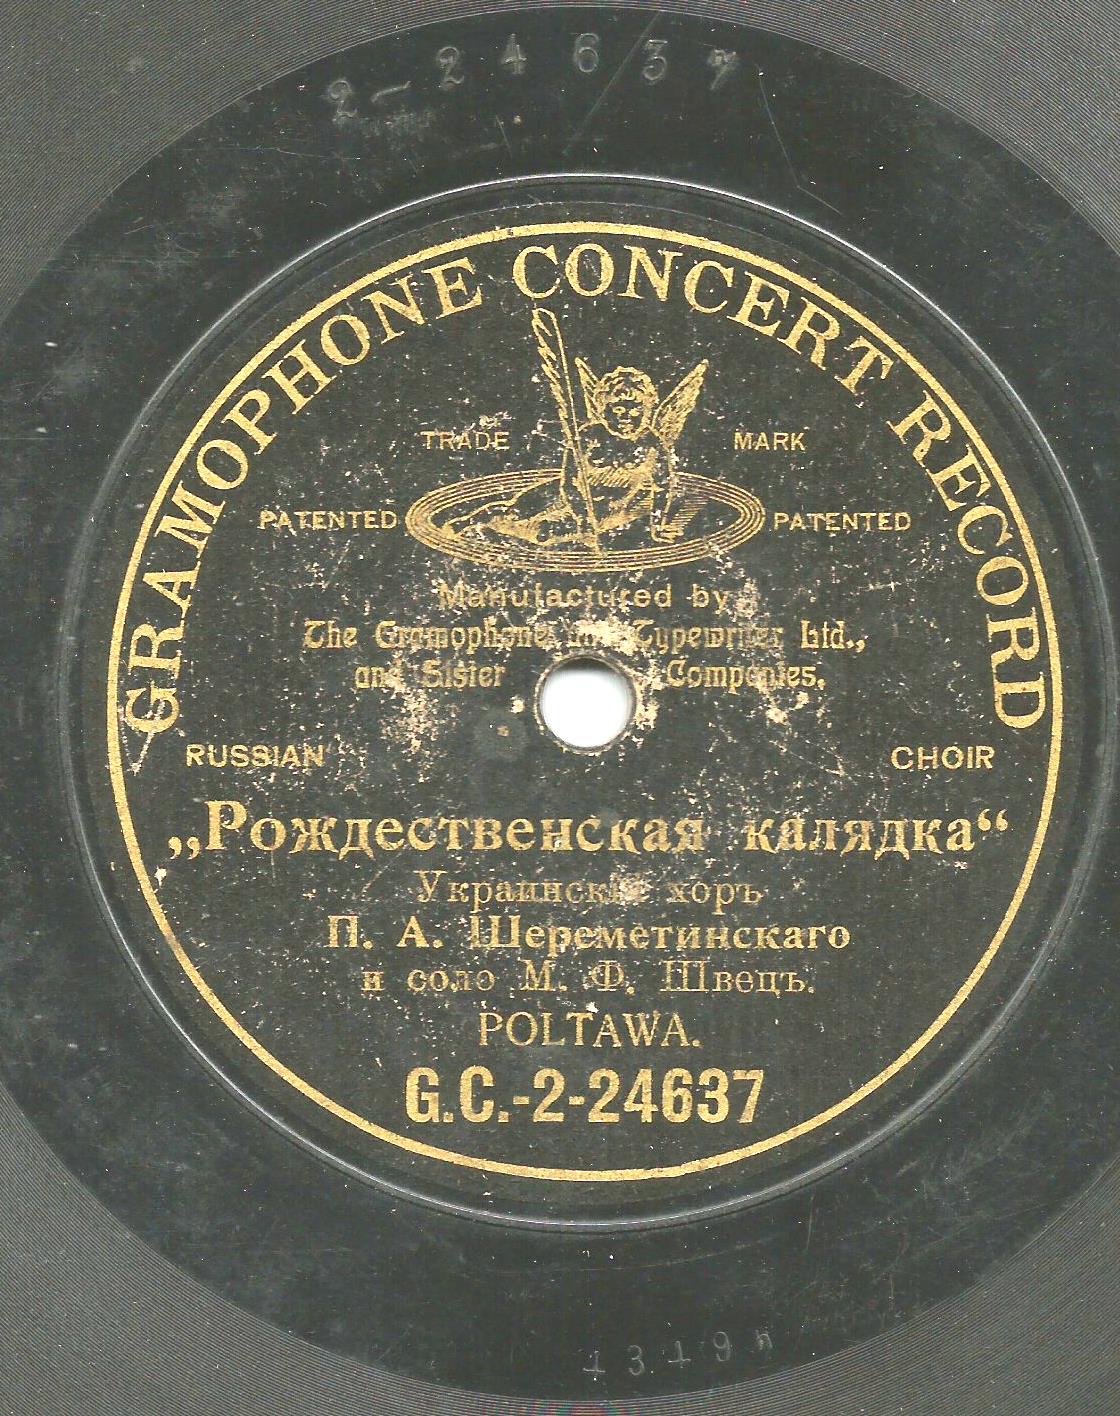 2-24637
GRAMOPHONE CONCERT RECORD
TRADE MARK
PATENTED PATENTED
Manufactured by
The Gramophone and Typewriter Ltd.,
and Sister Companies.
RUSSIAN CHOIR
„Рождественская калядка“
Украинскій хоръ
П. А. Шереметинскаго
и соло М. Ф. Швецъ.
POLTAWA.
G.C.-2-24637